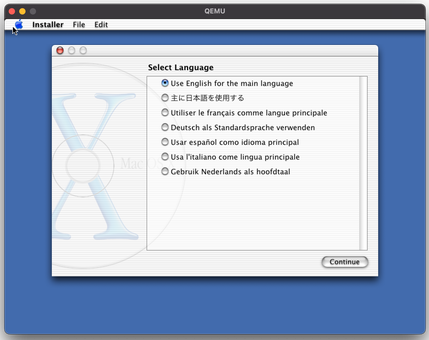 QEMU
Installer File Edit
Select Language
Use English for the main language
主に日本語を使用する
Utiliser le français comme langue principale
Deutsch als Standardsprache verwenden
Usar español como idioma principal
Usa l'italiano come lingua principale
Gebruik Nederlands als hoofdtaal
Mac
Continue